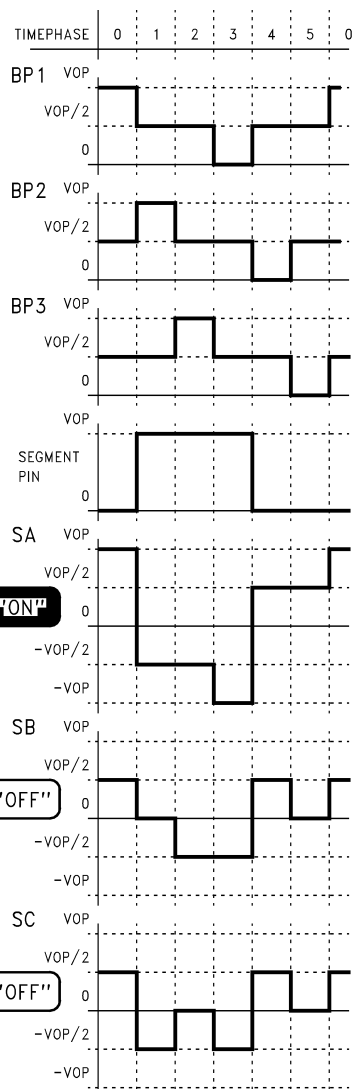 TIMEPHASE 0 1 2 3 4 5 0
BP1 VOP
VOP/2
0
BP2 VOP
VOP/2
0
BP3 VOP
VOP/2
0
VOP
SEGMENT
PIN
0
SA VOP
VOP/2
"ON" 0
-VOP/2
-VOP
SB VOP
VOP/2
"OFF" 0
-VOP/2
-VOP
SC VOP
VOP/2
"OFF" 0
-VOP/2
-VOP